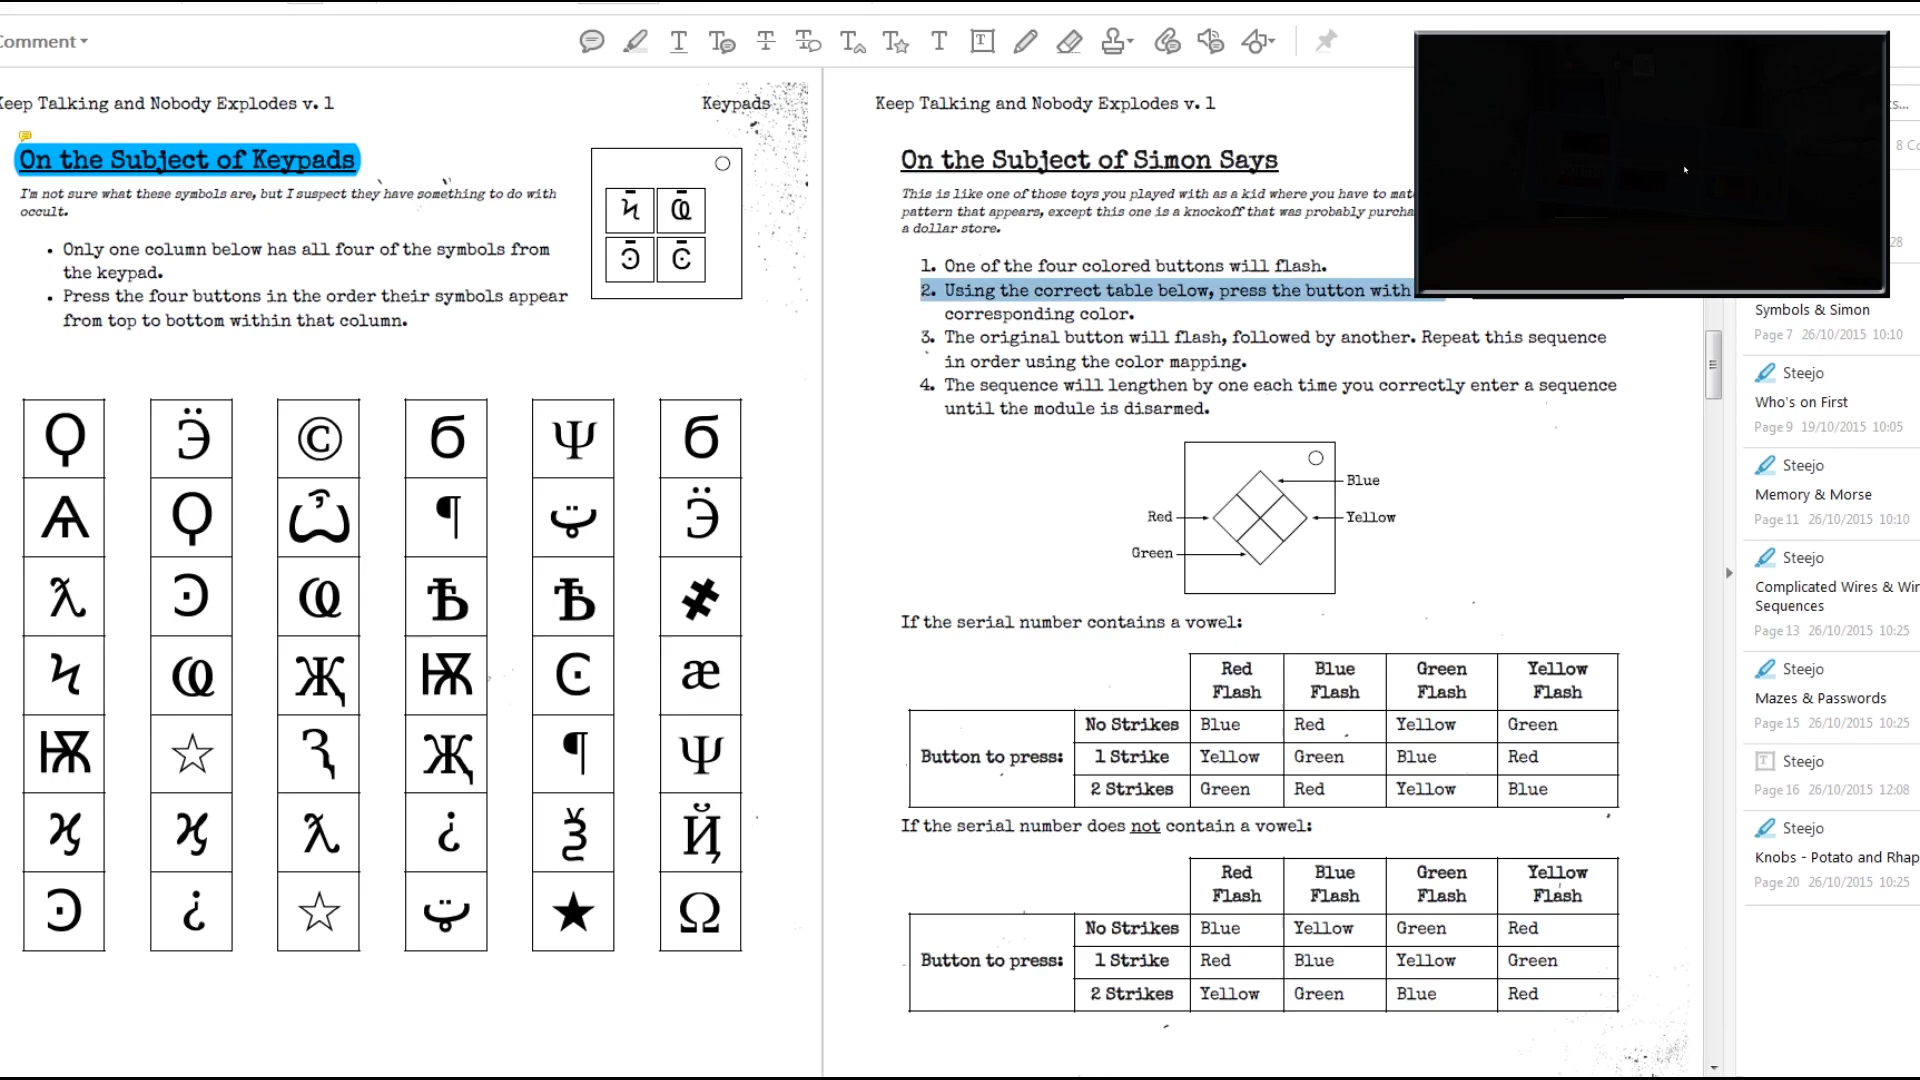 Comment
Keep Talking and Nobody Explodes v. 1
Keypads
On the Subject of Keypads
I'm not sure what these symbols are, but I suspect they have something to do with
occult.
• Only one column below has all four of the symbols from
the keypad.
• Press the four buttons in the order their symbols appear
from top to bottom within that column.
Ϟ Ҩ
Ͽ Ͼ
Ϙ Ӭ © Ϭ Ψ Ϭ
Ѧ Ϙ Ѽ ¶ ټ Ӭ
ƛ Ͽ Ҩ Ѣ Ѣ ҂
Ϟ Ҩ Җ Ѭ Ͼ æ
Ѭ ☆ Ԇ Җ ¶ Ψ
ϗ ϗ ƛ ¿ Ѯ Ҋ
Ͽ ¿ ☆ ټ ★ Ω
Keep Talking and Nobody Explodes v. 1
On the Subject of Simon Says
This is like one of those toys you played with as a kid where you have to mat
pattern that appears, except this one is a knockoff that was probably purcha
a dollar store.
1. One of the four colored buttons will flash.
2. Using the correct table below, press the button with
corresponding color.
3. The original button will flash, followed by another. Repeat this sequence
in order using the color mapping.
4. The sequence will lengthen by one each time you correctly enter a sequence
until the module is disarmed.
Blue
Red
Yellow
Green
If the serial number contains a vowel:
Red Flash Blue Flash Green Flash Yellow Flash
Button to press:
No Strikes Blue Red Yellow Green
1 Strike Yellow Green Blue Red
2 Strikes Green Red Yellow Blue
If the serial number does not contain a vowel:
Red Flash Blue Flash Green Flash Yellow Flash
Button to press:
No Strikes Blue Yellow Green Red
1 Strike Red Blue Yellow Green
2 Strikes Yellow Green Blue Red
8 Co
28
Symbols & Simon
Page 7 26/10/2015 10:10
Steejo
Who's on First
Page 9 19/10/2015 10:05
Steejo
Memory & Morse
Page 11 26/10/2015 10:10
Steejo
Complicated Wires & Wir
Sequences
Page 13 26/10/2015 10:25
Steejo
Mazes & Passwords
Page 15 26/10/2015 10:25
Steejo
Page 16 26/10/2015 12:08
Steejo
Knobs - Potato and Rhap
Page 20 26/10/2015 10:25